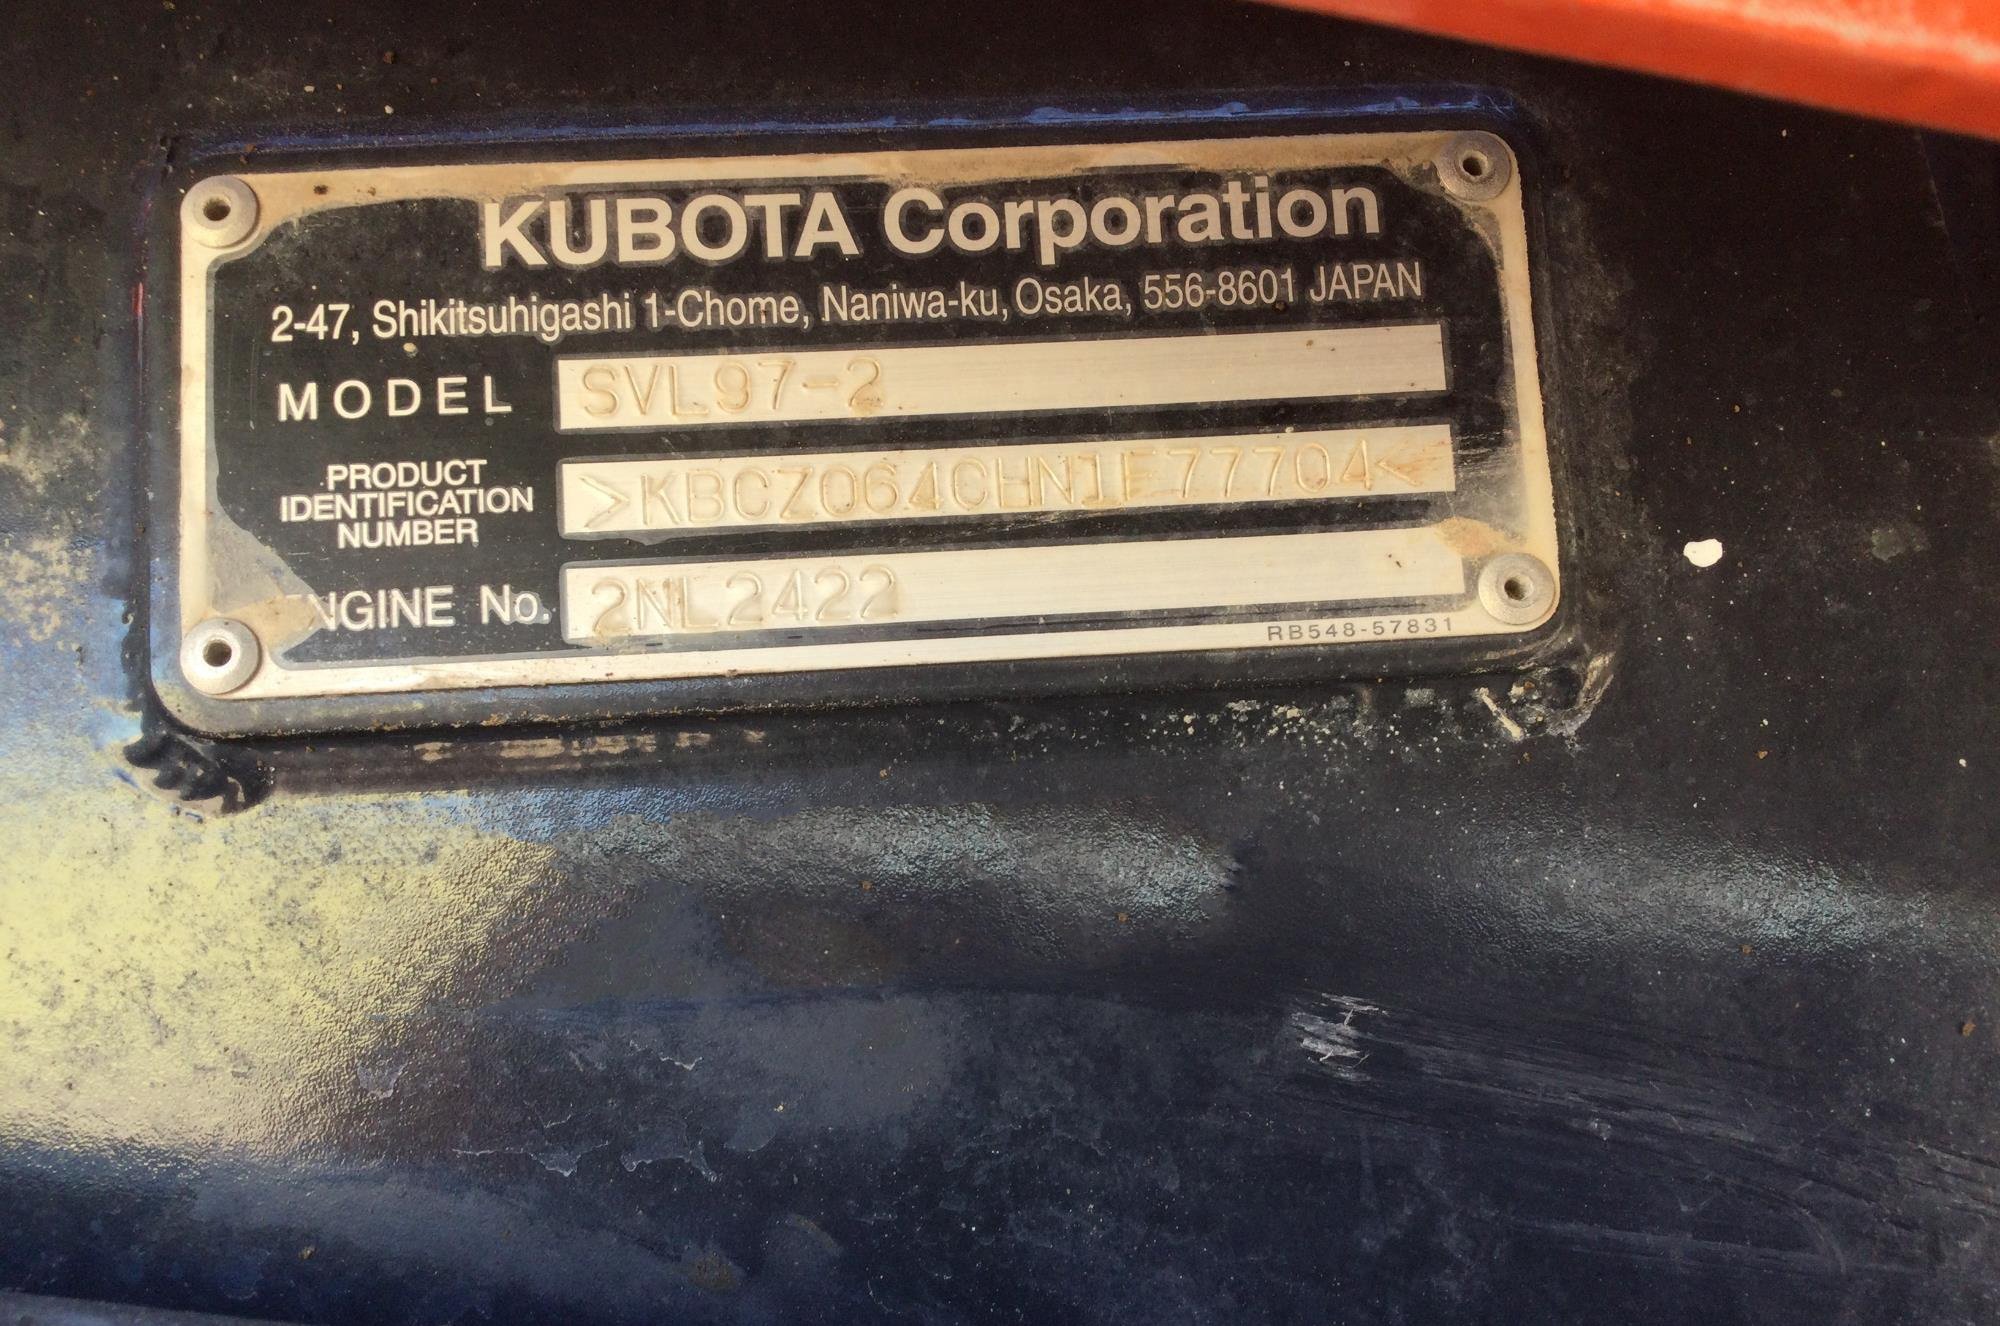 KUBOTA Corporation
2-47, Shikitsuhigashi 1-Chome, Naniwa-ku, Osaka, 556-8601 JAPAN
MODEL SVL97-2
PRODUCT
IDENTIFICATION
NUMBER
>KBCZ064CHN1F77704<
ENGINE No. 2NL2422
RB548-57831